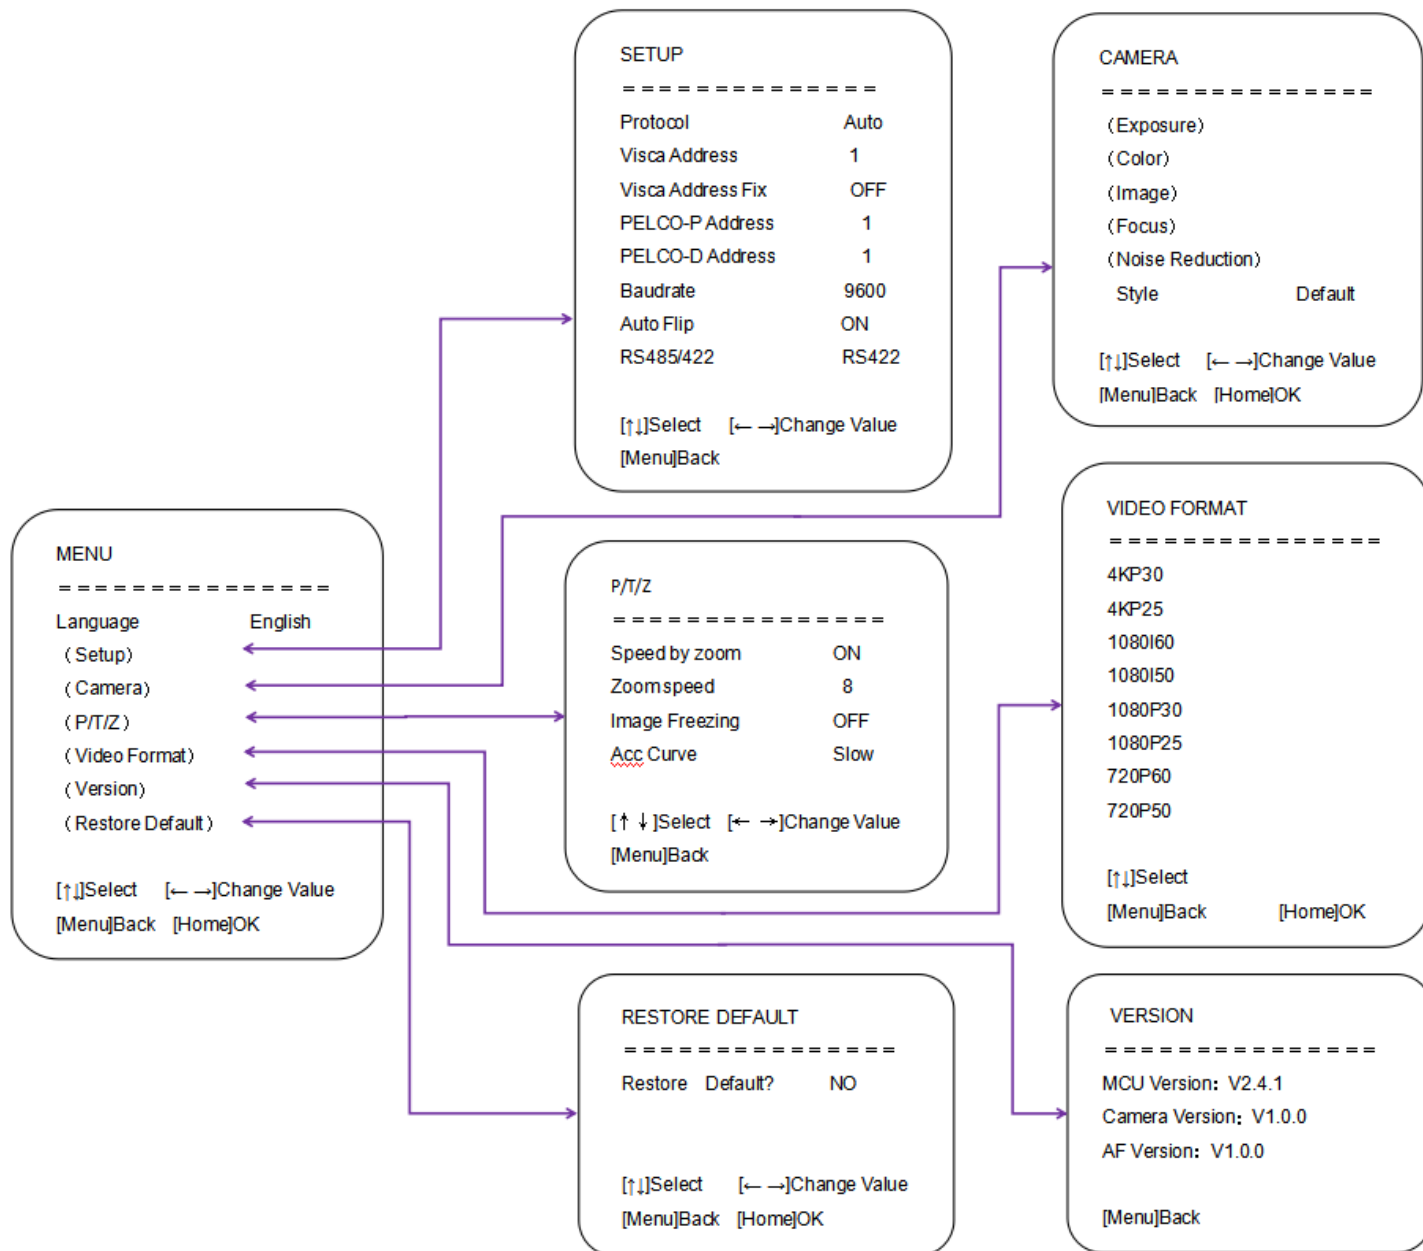 SETUP
= = = = = = = = = = = = = =
Protocol Auto
Visca Address 1
Visca Address Fix OFF
PELCO-P Address 1
PELCO-D Address 1
Baudrate 9600
Auto Flip ON
RS485/422 RS422
[↑↓]Select [← →]Change Value
[Menu]Back
CAMERA
= = = = = = = = = = = = = = =
(Exposure)
(Color)
(Image)
(Focus)
(Noise Reduction)
Style Default
[↑↓]Select [← →]Change Value
[Menu]Back [Home]OK
MENU
= = = = = = = = = = = = = = =
Language English
(Setup)
(Camera)
(P/T/Z)
(Video Format)
(Version)
(Restore Default)
[↑↓]Select [← →]Change Value
[Menu]Back [Home]OK
P/T/Z
= = = = = = = = = = = = = = =
Speed by zoom ON
Zoomspeed 8
Image Freezing OFF
Acc Curve Slow
[↑ ↓]Select [← →]Change Value
[Menu]Back
VIDEO FORMAT
= = = = = = = = = = = = = = =
4KP30
4KP25
1080I60
1080I50
1080P30
1080P25
720P60
720P50
[↑↓]Select
[Menu]Back [Home]OK
RESTORE DEFAULT
= = = = = = = = = = = = = = =
Restore Default? NO
[↑↓]Select [← →]Change Value
[Menu]Back [Home]OK
VERSION
= = = = = = = = = = = = = = =
MCU Version: V2.4.1
Camera Version: V1.0.0
AF Version: V1.0.0
[Menu]Back